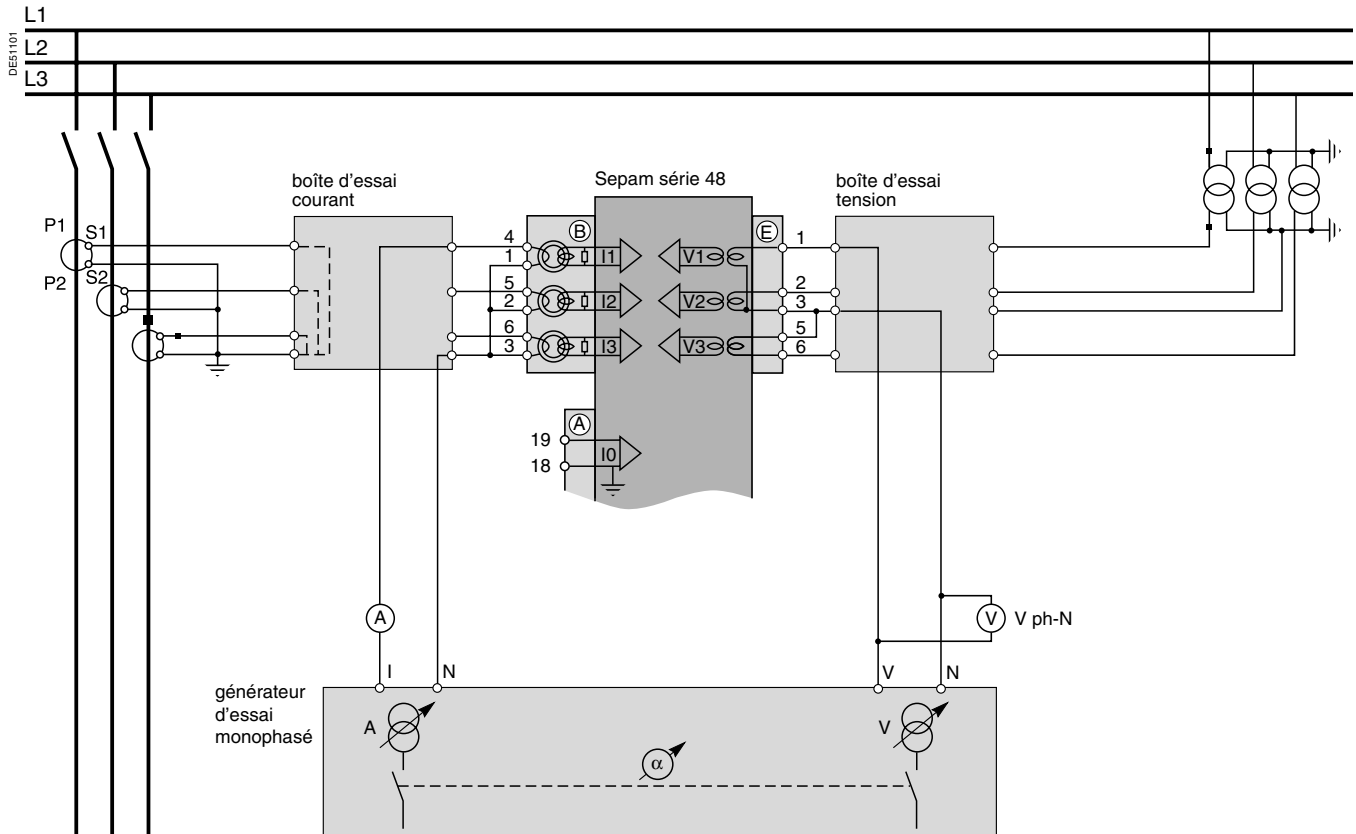 L1
DE51101
L2
L3
boîte d'essai
courant
Sepam série 48
boîte d'essai
tension
P1
S1
P2
S2
4
1
5
2
6
3
B
I1
I2
I3
V1
V2
V3
E
1
2
3
5
6
A
19
18
I0
A
V
V ph-N
I
N
V
N
générateur
d'essai
monophasé
A
α
V